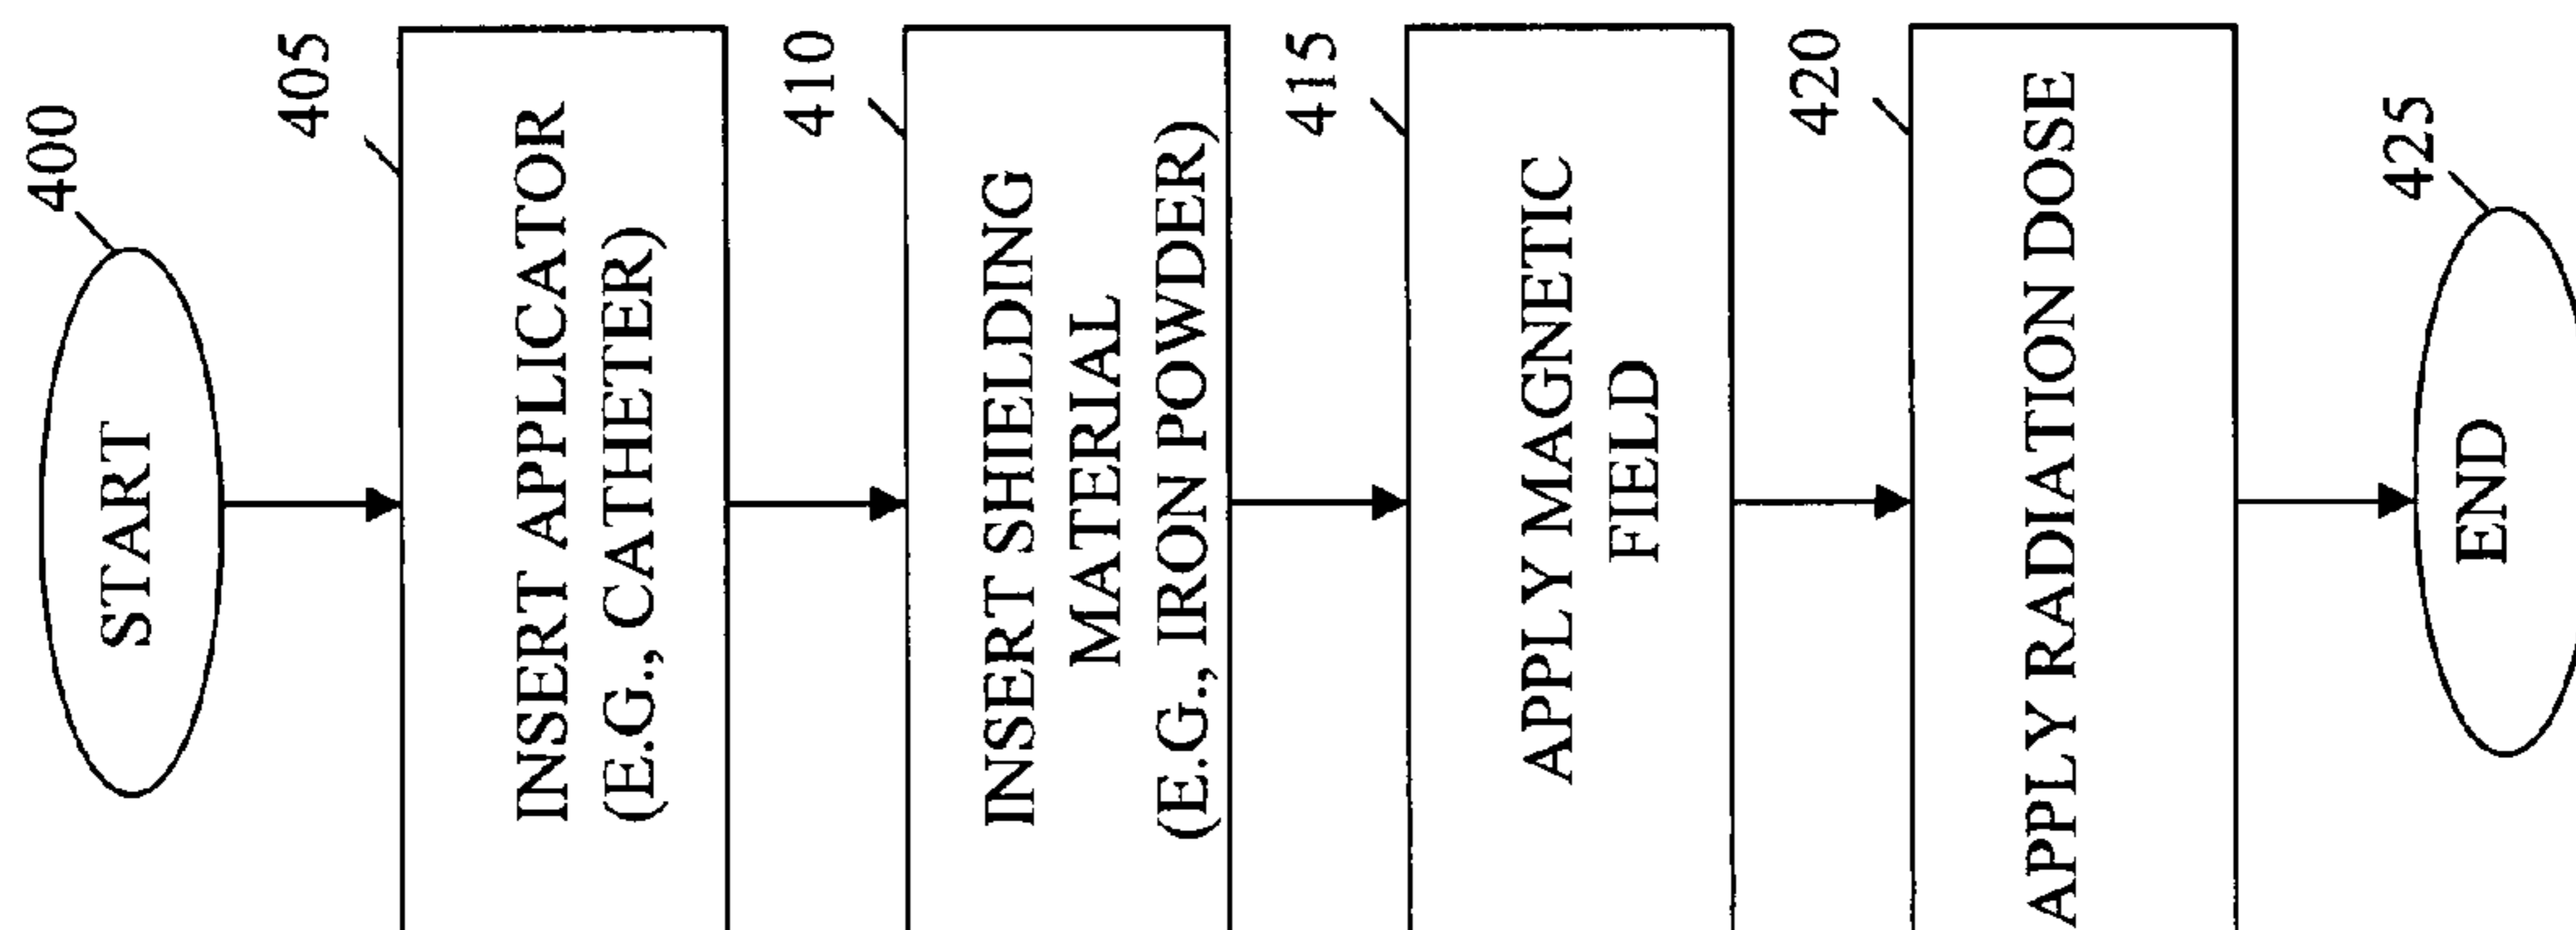 400
START
405
INSERT APPLICATOR
(E.G., CATHETER)
410
INSERT SHIELDING
MATERIAL
(E.G., IRON POWDER)
415
APPLY MAGNETIC
FIELD
420
APPLY RADIATION DOSE
425
END